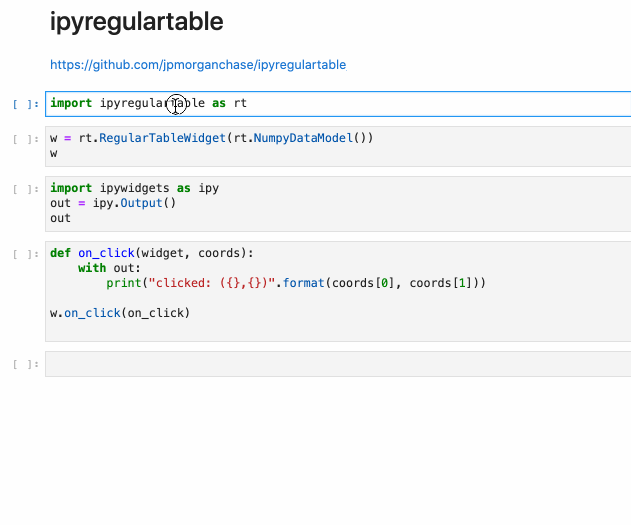 ipyregulartable
https://github.com/jpmorganchase/ipyregulartable
[ ]: import ipyregulartable as rt
[ ]: w = rt.RegularTableWidget(rt.NumpyDataModel())
w
[ ]: import ipywidgets as ipy
out = ipy.Output()
out
[ ]: def on_click(widget, coords):
    with out:
        print("clicked: ({},{})".format(coords[0], coords[1]))
w.on_click(on_click)
[ ]: